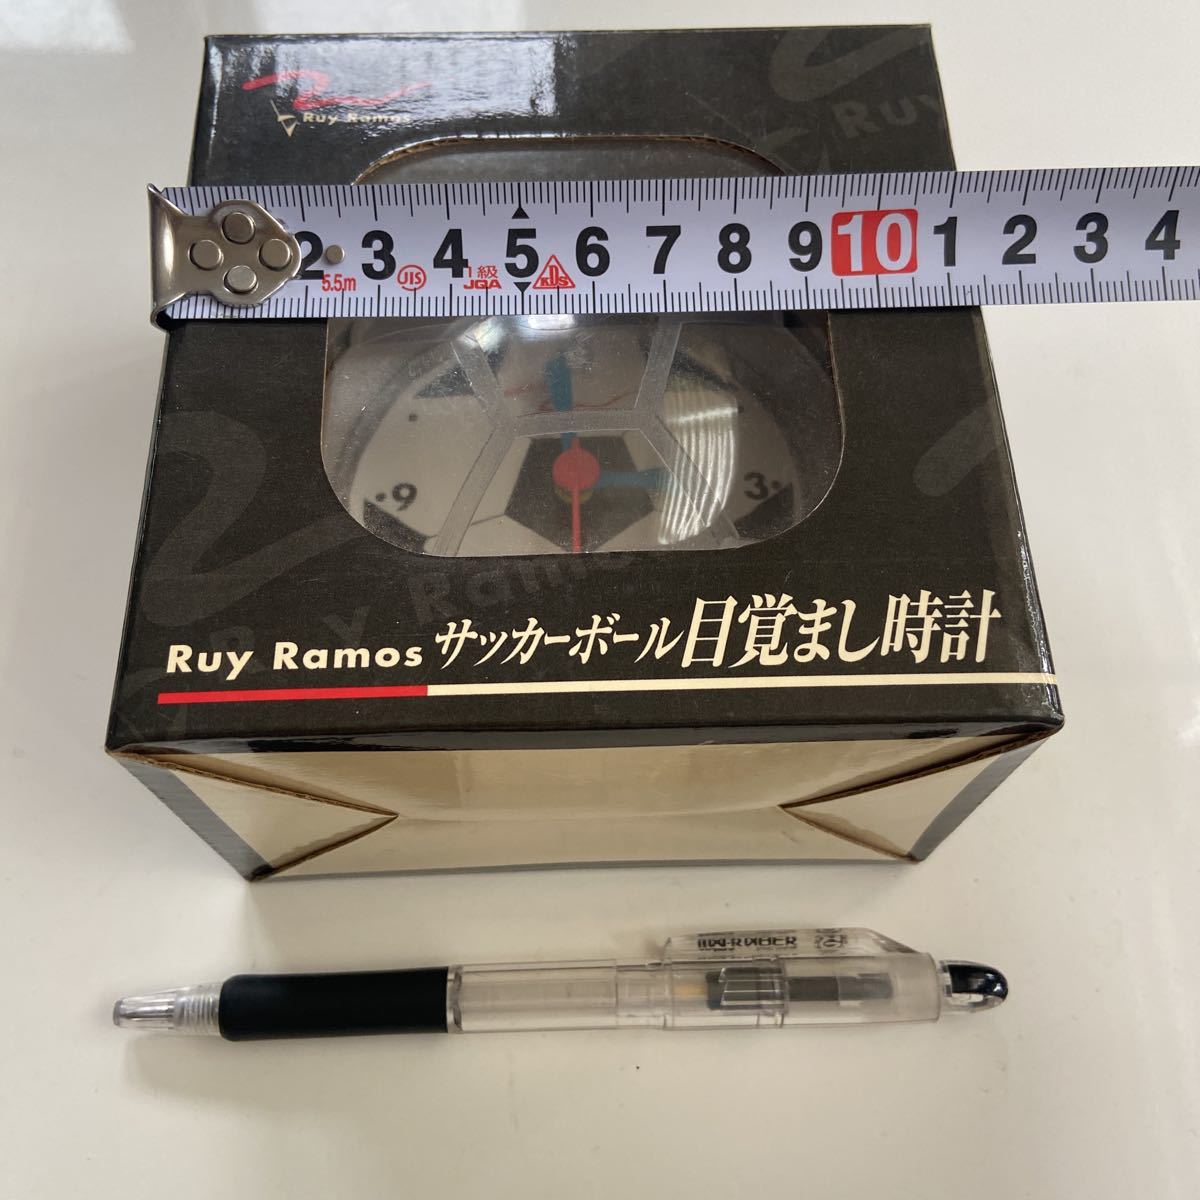 Ruy Ramos
Ruy
2 3 4 5 6 7 8 9 10 1 2 3 4
5.5m JIS 1級 JQA KDS
9 3
Ruy Ramos サッカーボール目覚まし時計